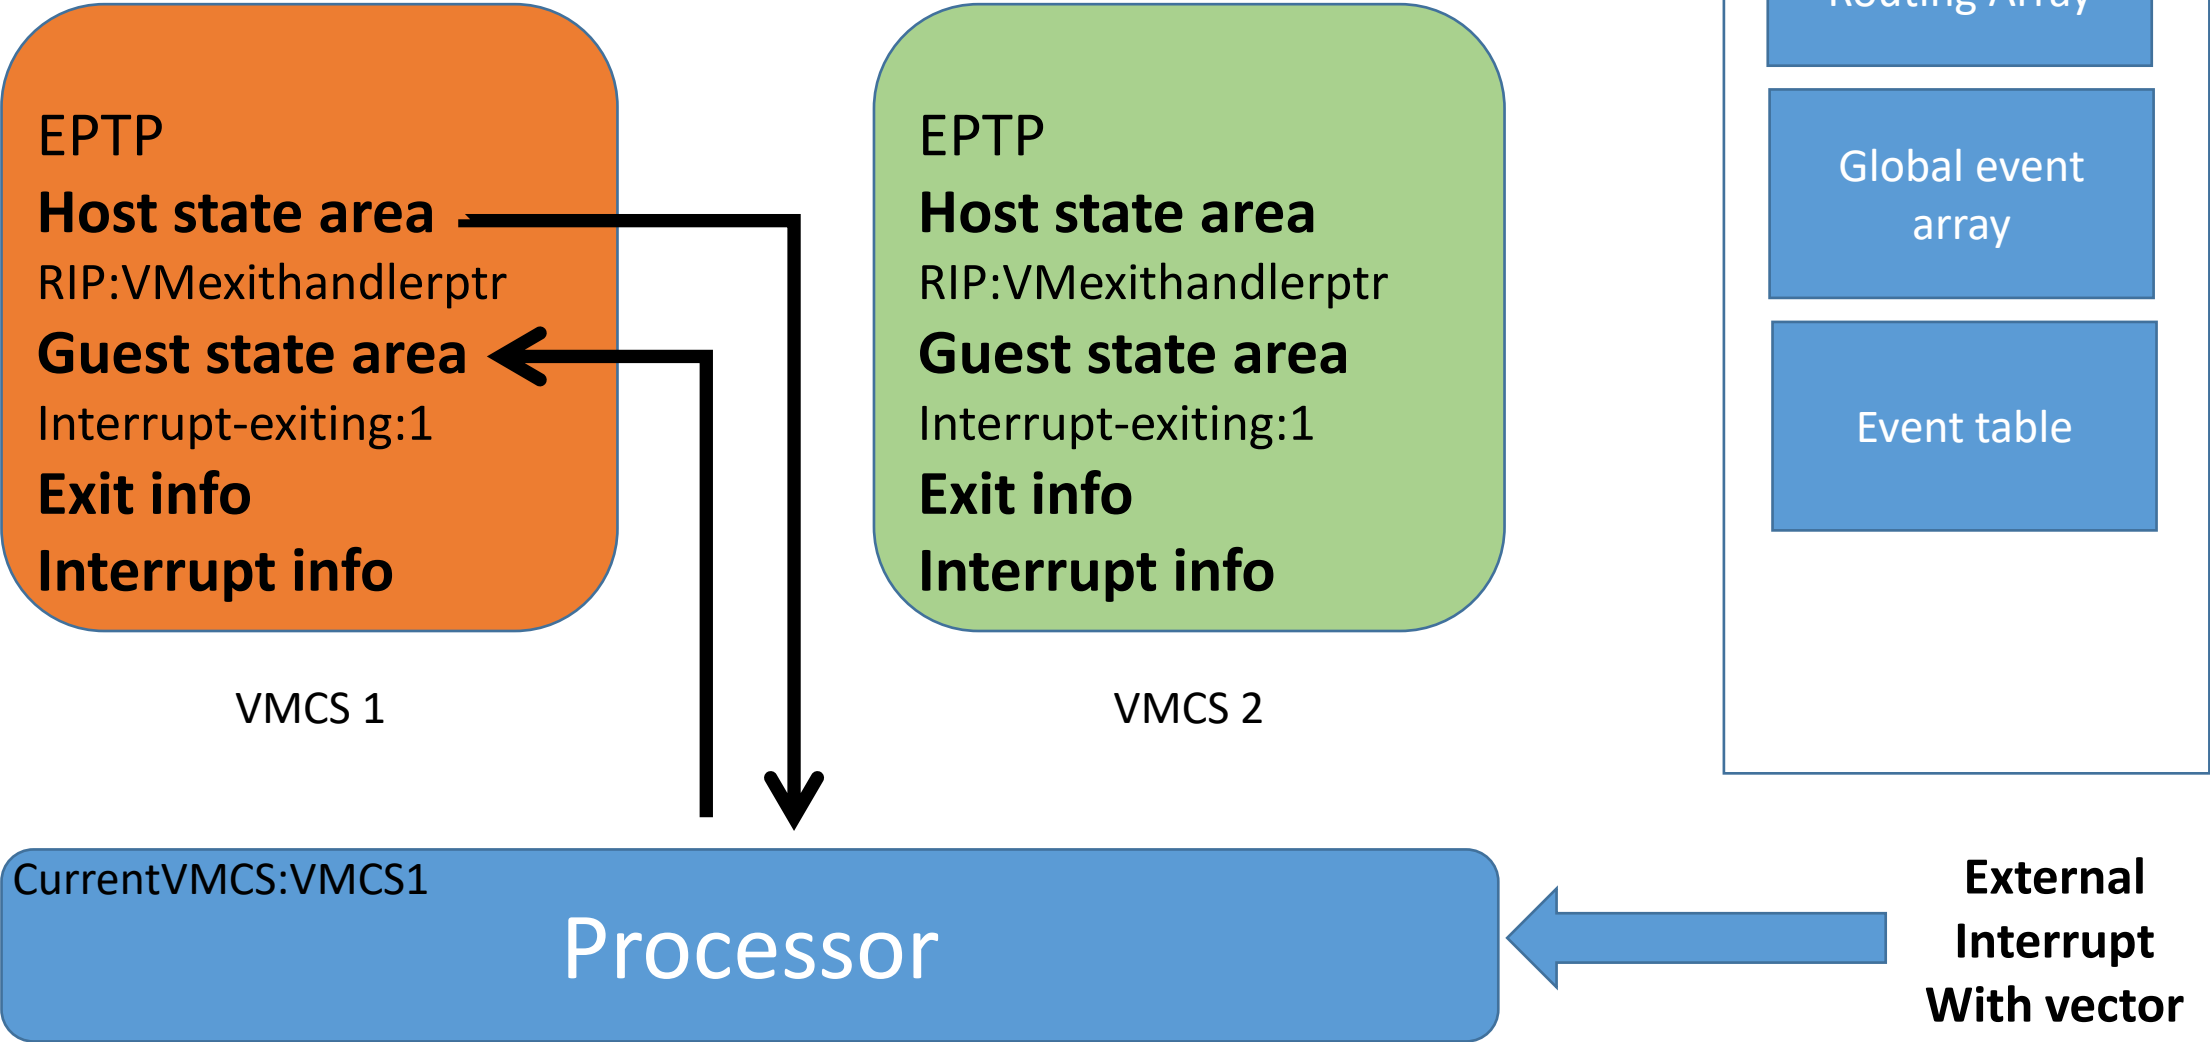 EPTP
Host state area
RIP:VMexithandlerptr
Guest state area
Interrupt-exiting:1
Exit info
Interrupt info
VMCS 1
EPTP
Host state area
RIP:VMexithandlerptr
Guest state area
Interrupt-exiting:1
Exit info
Interrupt info
VMCS 2
Routing Array
Global event
array
Event table
CurrentVMCS:VMCS1
Processor
External
Interrupt
With vector